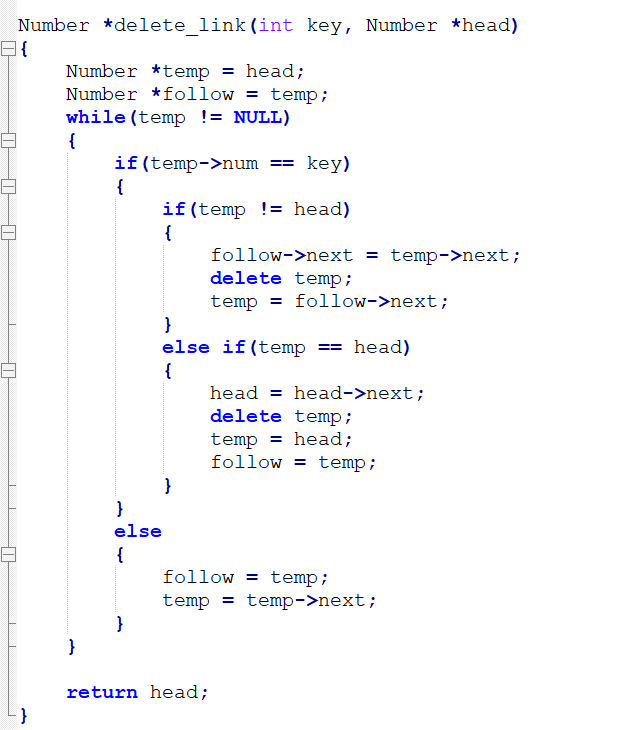 Number *delete_link(int key, Number *head)
{
    Number *temp = head;
    Number *follow = temp;
    while(temp != NULL)
    {
        if(temp->num == key)
        {
            if(temp != head)
            {
                follow->next = temp->next;
                delete temp;
                temp = follow->next;
            }
            else if(temp == head)
            {
                head = head->next;
                delete temp;
                temp = head;
                follow = temp;
            }
        }
        else
        {
            follow = temp;
            temp = temp->next;
        }
    }

    return head;
}